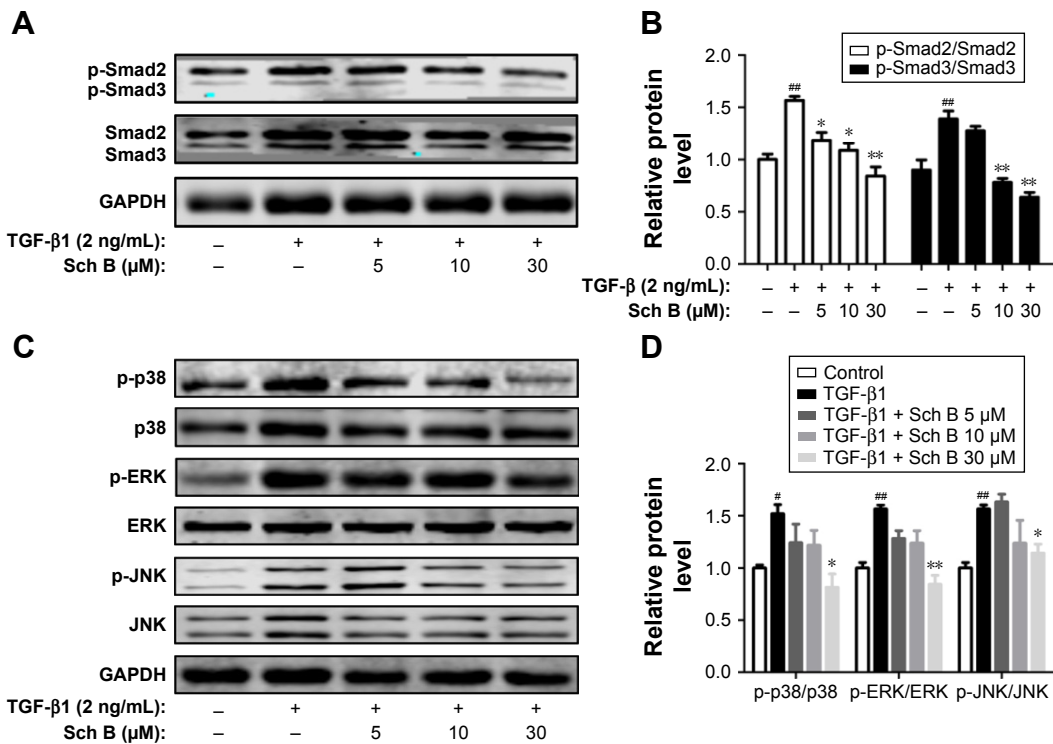 A
p-Smad2
p-Smad3
Smad2
Smad3
GAPDH
TGF-β1 (2 ng/mL): – + + + +
Sch B (µM): – – 5 10 30
B
p-Smad2/Smad2
p-Smad3/Smad3
Relative protein
level
2.0
1.5
1.0
0.5
0.0
## * * ** ## ** **
TGF-β (2 ng/mL): – + + + + – + + + +
Sch B (µM): – – 5 10 30 – – 5 10 30
C
p-p38
p38
p-ERK
ERK
p-JNK
JNK
GAPDH
TGF-β1 (2 ng/mL): – + + + +
Sch B (µM): – – 5 10 30
D
Control
TGF-β1
TGF-β1 + Sch B 5 µM
TGF-β1 + Sch B 10 µM
TGF-β1 + Sch B 30 µM
Relative protein
level
2.0
1.5
1.0
0.5
0.0
# * ## ** ## *
p-p38/p38 p-ERK/ERK p-JNK/JNK